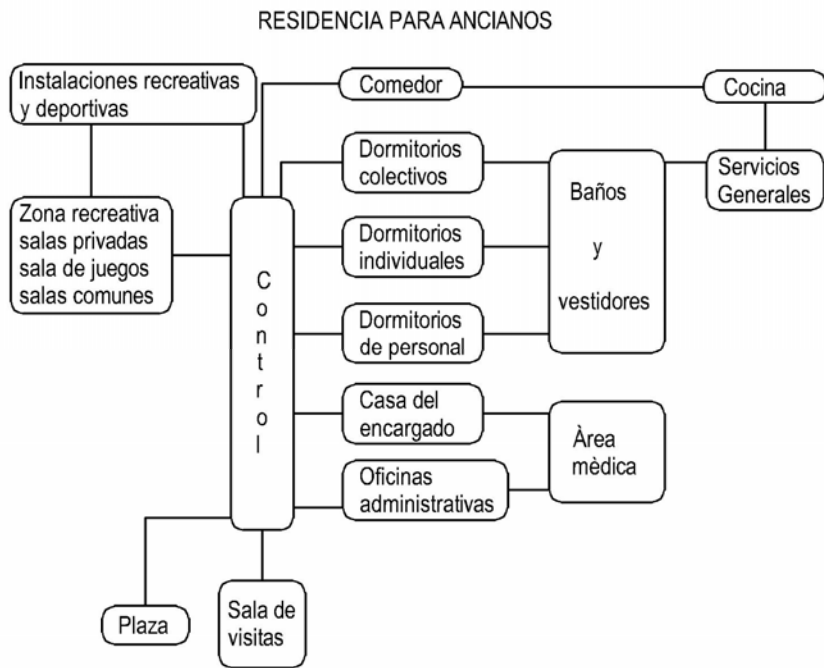 RESIDENCIA PARA ANCIANOS
Instalaciones recreativas
y deportivas
Comedor
Cocina
Dormitorios
colectivos
Baños
y
vestidores
Servicios
Generales
Zona recreativa
salas privadas
sala de juegos
salas comunes
Control
Dormitorios
individuales
Dormitorios
de personal
Casa del
encargado
Àrea
mèdica
Oficinas
administrativas
Plaza
Sala de
visitas